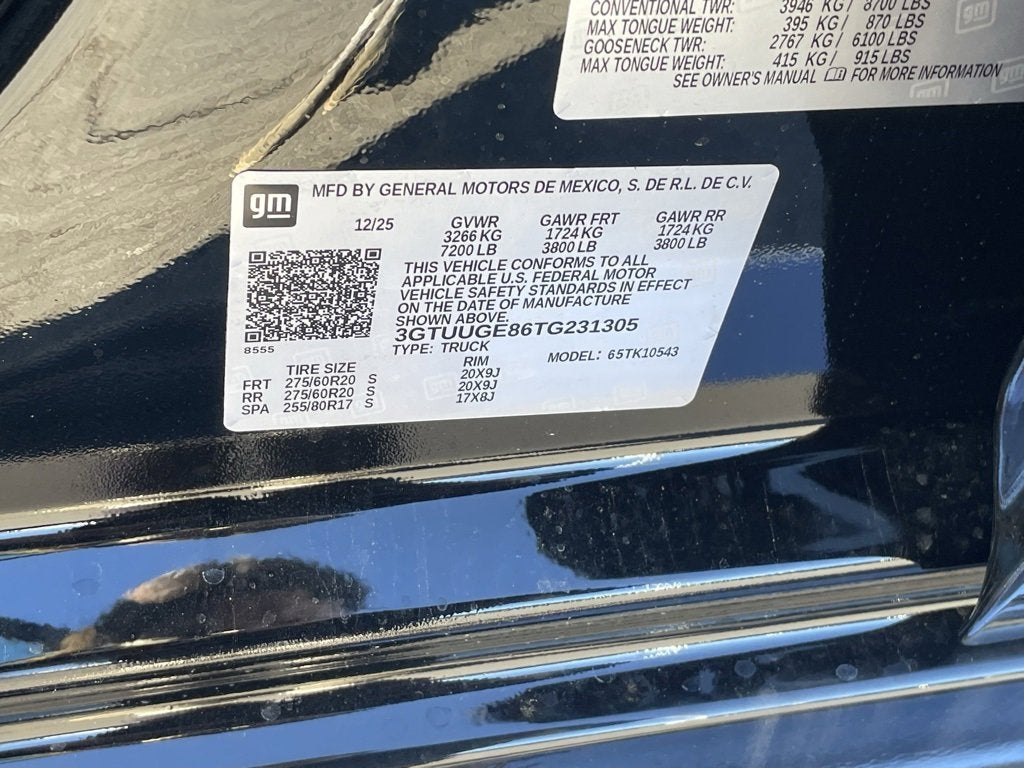 CONVENTIONAL TWR: 3946 KG / 8700 LBS
MAX TONGUE WEIGHT: 395 KG / 870 LBS
GOOSENECK TWR: 2767 KG / 6100 LBS
MAX TONGUE WEIGHT: 415 KG / 915 LBS
SEE OWNER'S MANUAL FOR MORE INFORMATION
gm
MFD BY GENERAL MOTORS DE MEXICO, S. DE R.L. DE C.V.
12/25 GVWR GAWR FRT GAWR RR
3266 KG 1724 KG 1724 KG
7200 LB 3800 LB 3800 LB
THIS VEHICLE CONFORMS TO ALL
APPLICABLE U.S. FEDERAL MOTOR
VEHICLE SAFETY STANDARDS IN EFFECT
ON THE DATE OF MANUFACTURE
SHOWN ABOVE.
3GTUUGE86TG231305
8555
TYPE: TRUCK MODEL: 65TK10543
TIRE SIZE RIM
FRT 275/60R20 S 20X9J
RR 275/60R20 S 20X9J
SPA 255/80R17 S 17X8J